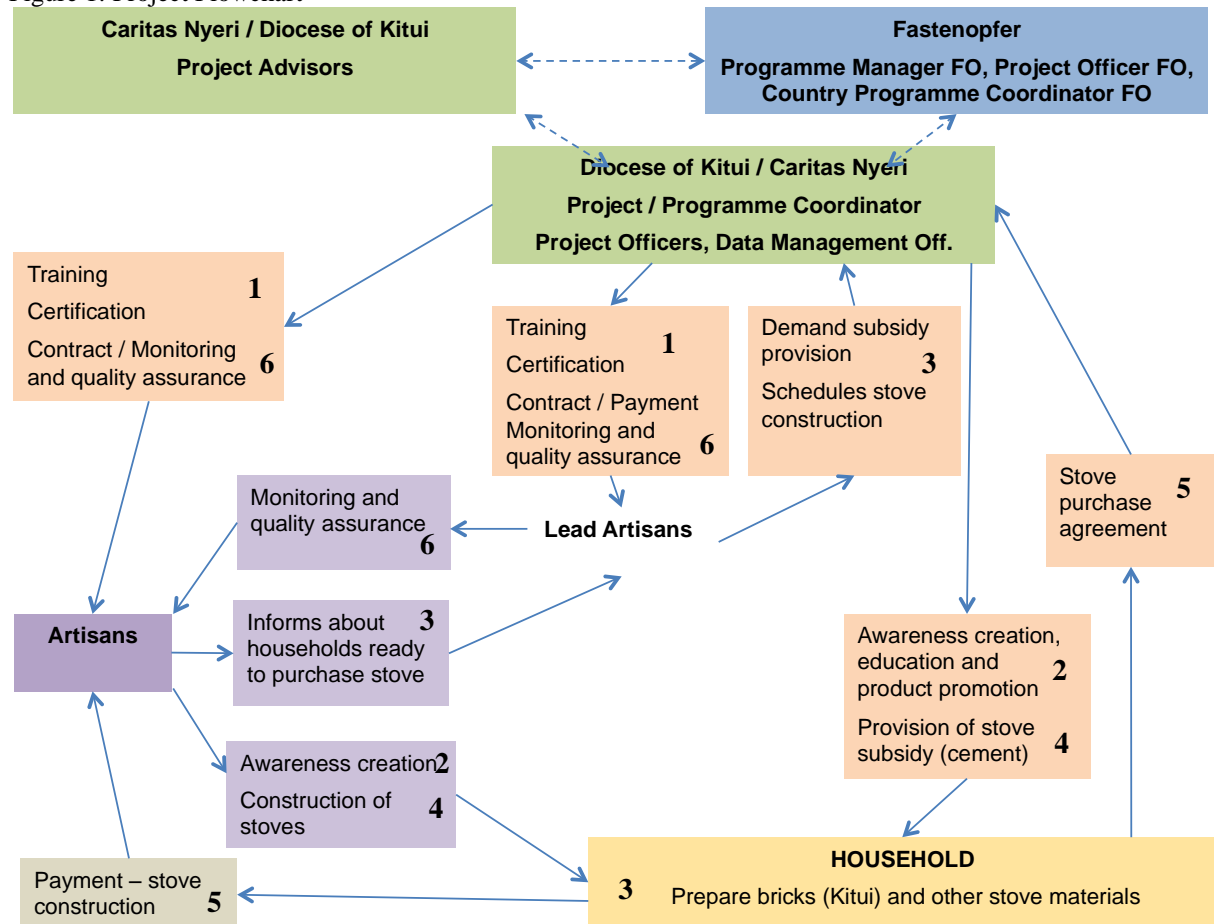 Figure 1: Project Flowchart
Caritas Nyeri / Diocese of Kitui
Project Advisors
Fastenopfer
Programme Manager FO, Project Officer FO,
Country Programme Coordinator FO
Diocese of Kitui / Caritas Nyeri
Project / Programme Coordinator
Project Officers, Data Management Off.
Training
1
Certification
Contract / Monitoring
and quality assurance
6
Training
1
Certification
Contract / Payment
Monitoring and
quality assurance
6
Demand subsidy
provision
3
Schedules stove
construction
Stove
purchase
agreement
5
Monitoring and
quality assurance
6
Lead Artisans
Artisans
Informs about
households ready
to purchase stove
3
Awareness creation,
education and
product promotion
2
Provision of stove
subsidy (cement)
4
Awareness creation
2
Construction of
stoves
4
Payment – stove
construction
5
HOUSEHOLD
3
Prepare bricks (Kitui) and other stove materials